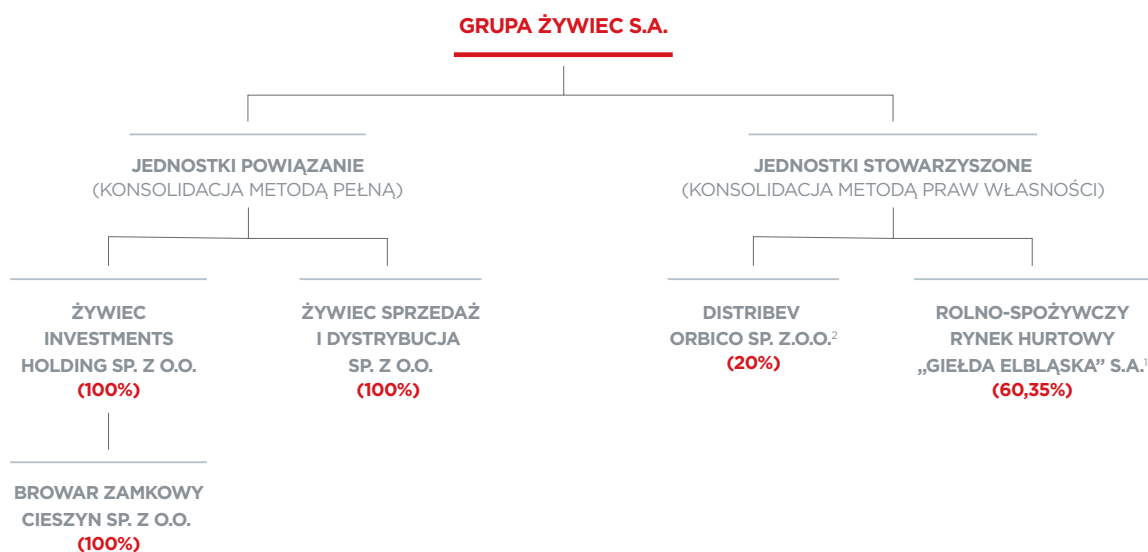 GRUPA ŻYWIEC S.A.
JEDNOSTKI POWIĄZANIE
(KONSOLIDACJA METODĄ PEŁNĄ)
JEDNOSTKI STOWARZYSZONE
(KONSOLIDACJA METODĄ PRAW WŁASNOŚCI)
ŻYWIEC
INVESTMENTS
HOLDING SP. Z O.O.
(100%)
ŻYWIEC SPRZEDAŻ
I DYSTRYBUCJA
SP. Z O.O.
(100%)
DISTRIBEV
ORBICO SP. Z.O.O.²
(20%)
ROLNO-SPOŻYWCZY
RYNEK HURTOWY
„GIEŁDA ELBLĄSKA” S.A.¹
(60,35%)
BROWAR ZAMKOWY
CIESZYN SP. Z O.O.
(100%)